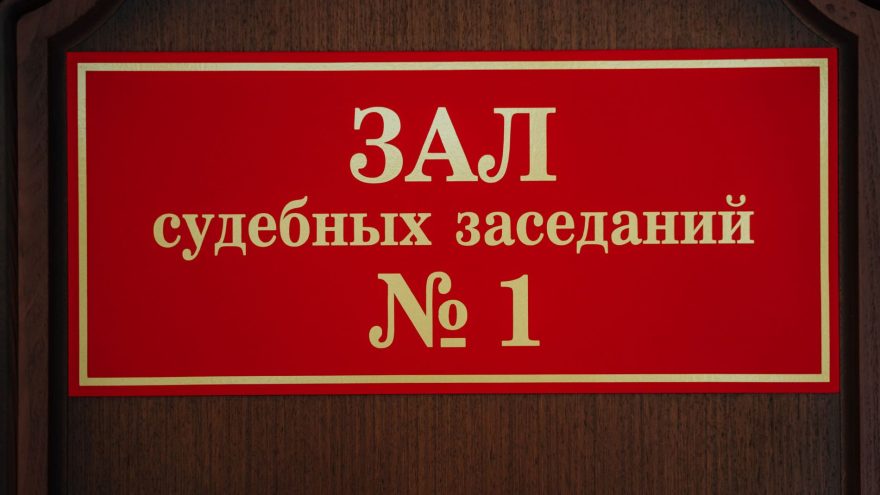 ЗАЛ
судебных заседаний
№ 1